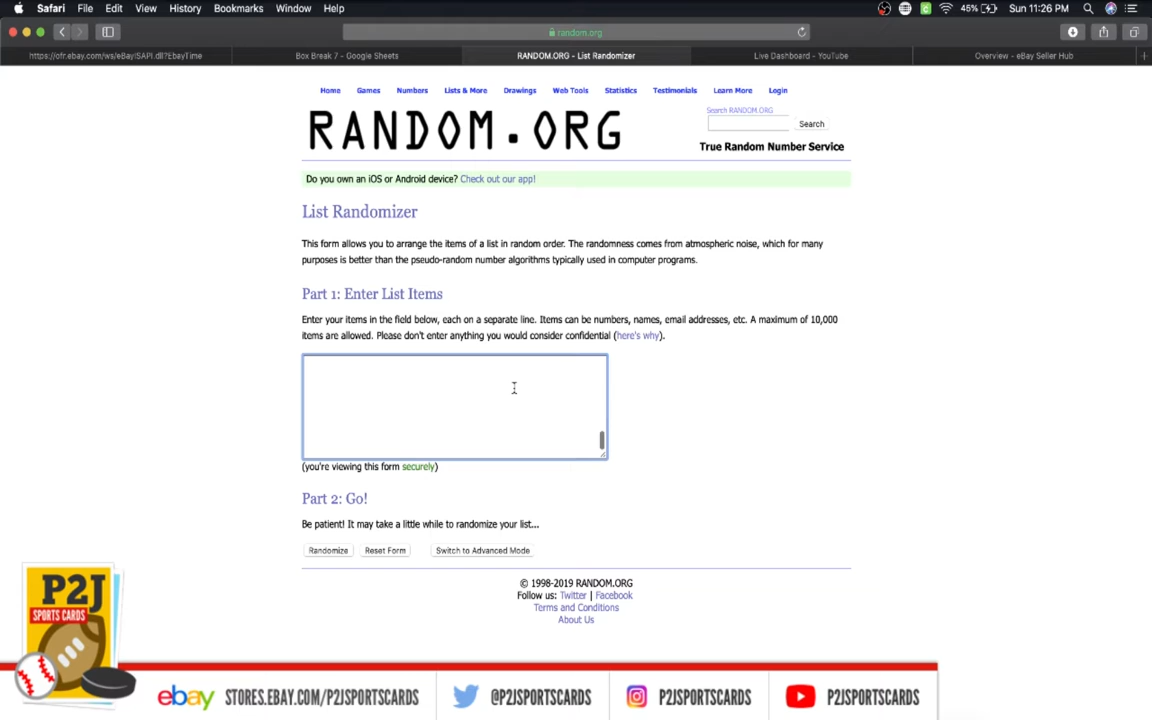 Safari File Edit View History Bookmarks Window Help 45% Sun 11:26 PM
random.org
https://ofr.ebay.com/ws/eBayISAPI.dll?EbayTime Box Break 7 - Google Sheets RANDOM.ORG - List Randomizer Live Dashboard - YouTube Overview - eBay Seller Hub
Home Games Numbers Lists & More Drawings Web Tools Statistics Testimonials Learn More Login
Search RANDOM.ORG
RANDOM.ORG
Search
True Random Number Service
Do you own an iOS or Android device? Check out our app!
List Randomizer
This form allows you to arrange the items of a list in random order. The randomness comes from atmospheric noise, which for many
purposes is better than the pseudo-random number algorithms typically used in computer programs.
Part 1: Enter List Items
Enter your items in the field below, each on a separate line. Items can be numbers, names, email addresses, etc. A maximum of 10,000
items are allowed. Please don't enter anything you would consider confidential (here's why).
(you're viewing this form securely)
Part 2: Go!
Be patient! It may take a little while to randomize your list...
Randomize Reset Form Switch to Advanced Mode
© 1998-2019 RANDOM.ORG
Follow us: Twitter | Facebook
Terms and Conditions
About Us
P2J
SPORTS CARDS
ebay STORES.EBAY.COM/P2JSPORTSCARDS @P2JSPORTSCARDS P2JSPORTSCARDS P2JSPORTSCARDS